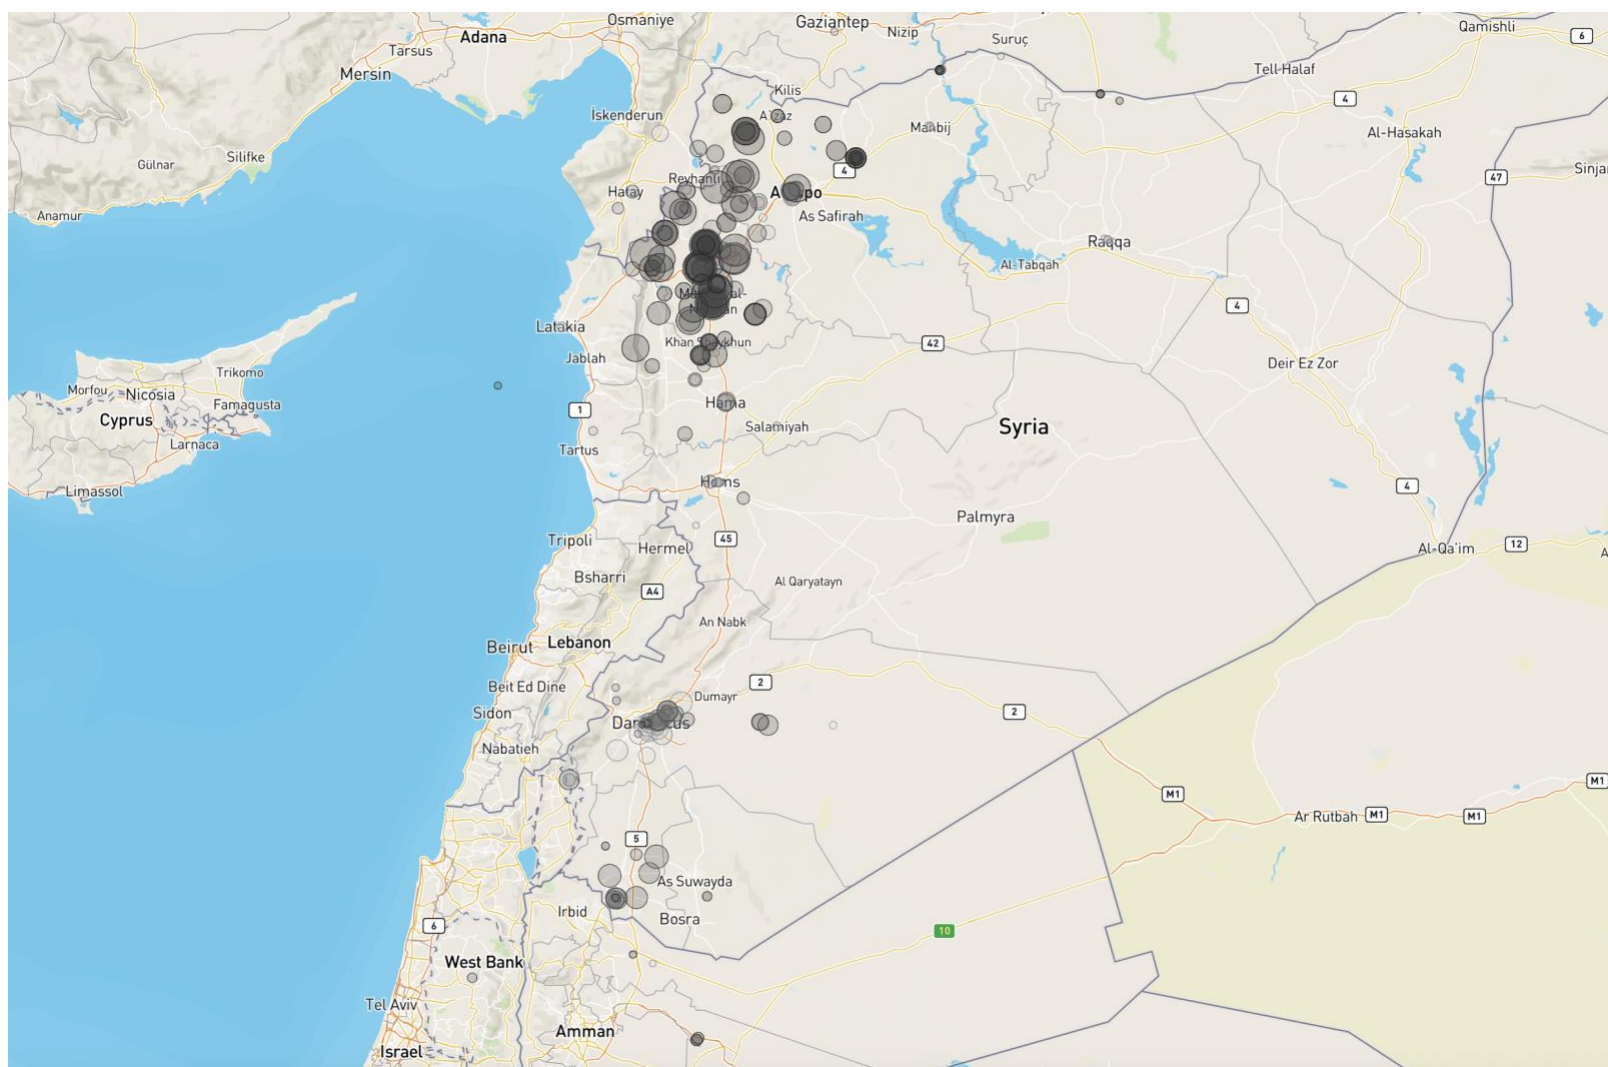 Osmaniye
Gaziantep
Qamishli
Adana
Nizip
Suruç
6
Tarsus
Mersin
Tell Halaf
Kilis
4
İskenderun
A'zaz
Manbij
Al-Hasakah
Silifke
Gülnar
4
Reyhanlı
47
Hatay
As Safirah
Anamur
Raqqa
Al-Tabqah
4
Latakia
Khan Shaykhun
42
Jablah
Deir Ez Zor
Trikomo
Morfou
Nicosia
Famagusta
Hama
1
Cyprus
Salamiyah
Syria
Larnaca
Tartus
Homs
4
Limassol
Palmyra
Tripoli
45
Hermel
Al-Qa'im
12
Bsharri
Al Qaryatayn
A4
An Nabk
Beirut
Lebanon
Beit Ed Dine
2
Dumayr
Sidon
2
Nabatieh
M1
M1
Ar Rutbah
M1
M1
5
As Suwayda
Irbid
Bosra
6
10
West Bank
Tel Aviv
Amman
Israel